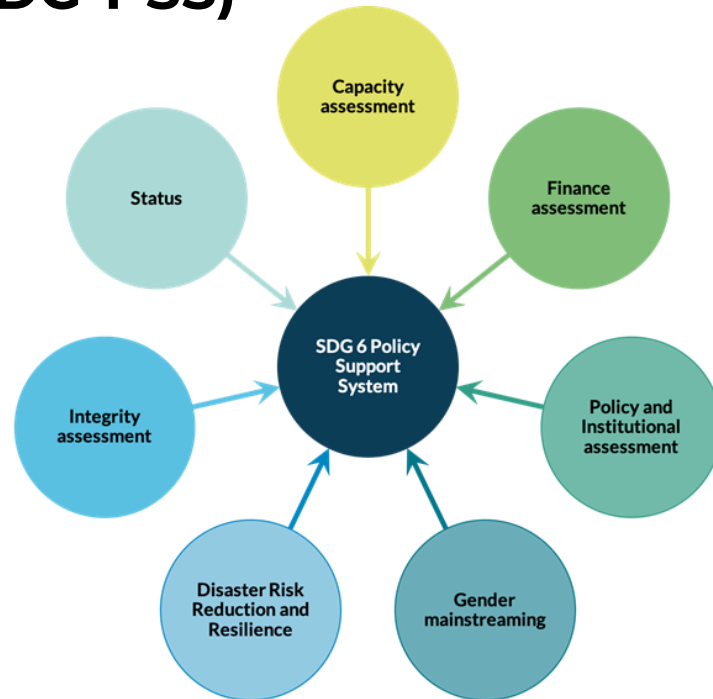 Capacity
assessment
Status
Finance
assessment
SDG 6 Policy
Support
System
Integrity
assessment
Policy and
Institutional
assessment
Disaster Risk
Reduction and
Resilience
Gender
mainstreaming